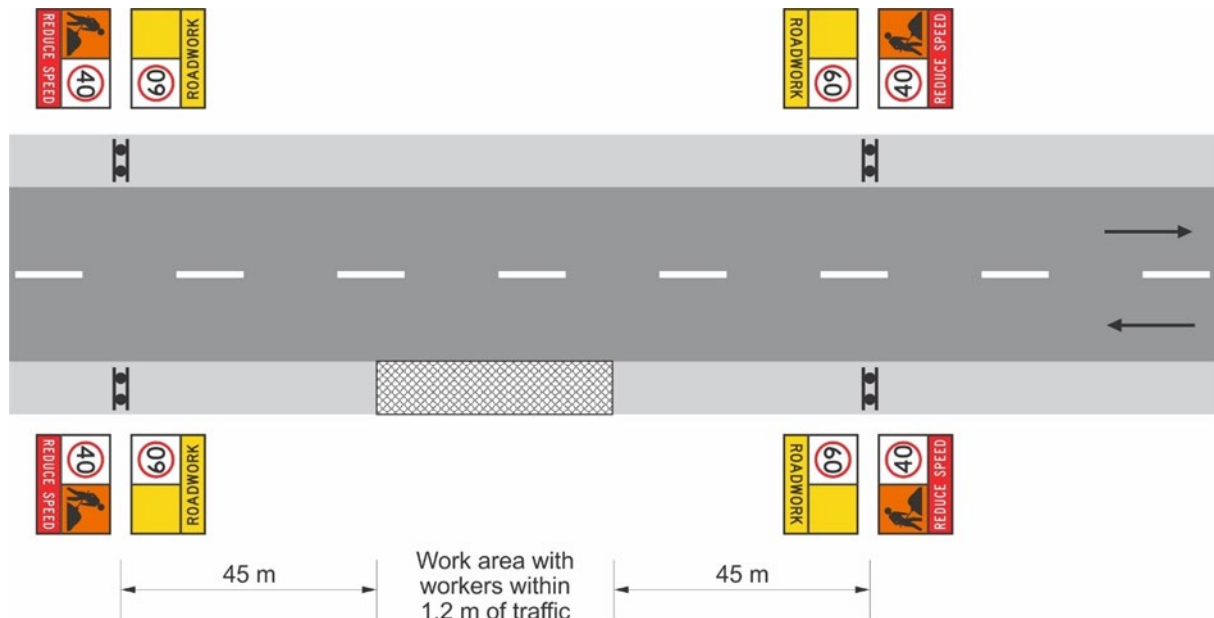 REDUCE SPEED
40
60
ROADWORK
ROADWORK
60
40
REDUCE SPEED
REDUCE SPEED
40
60
ROADWORK
ROADWORK
60
40
REDUCE SPEED
45 m
Work area with
workers within
1.2 m of traffic
45 m